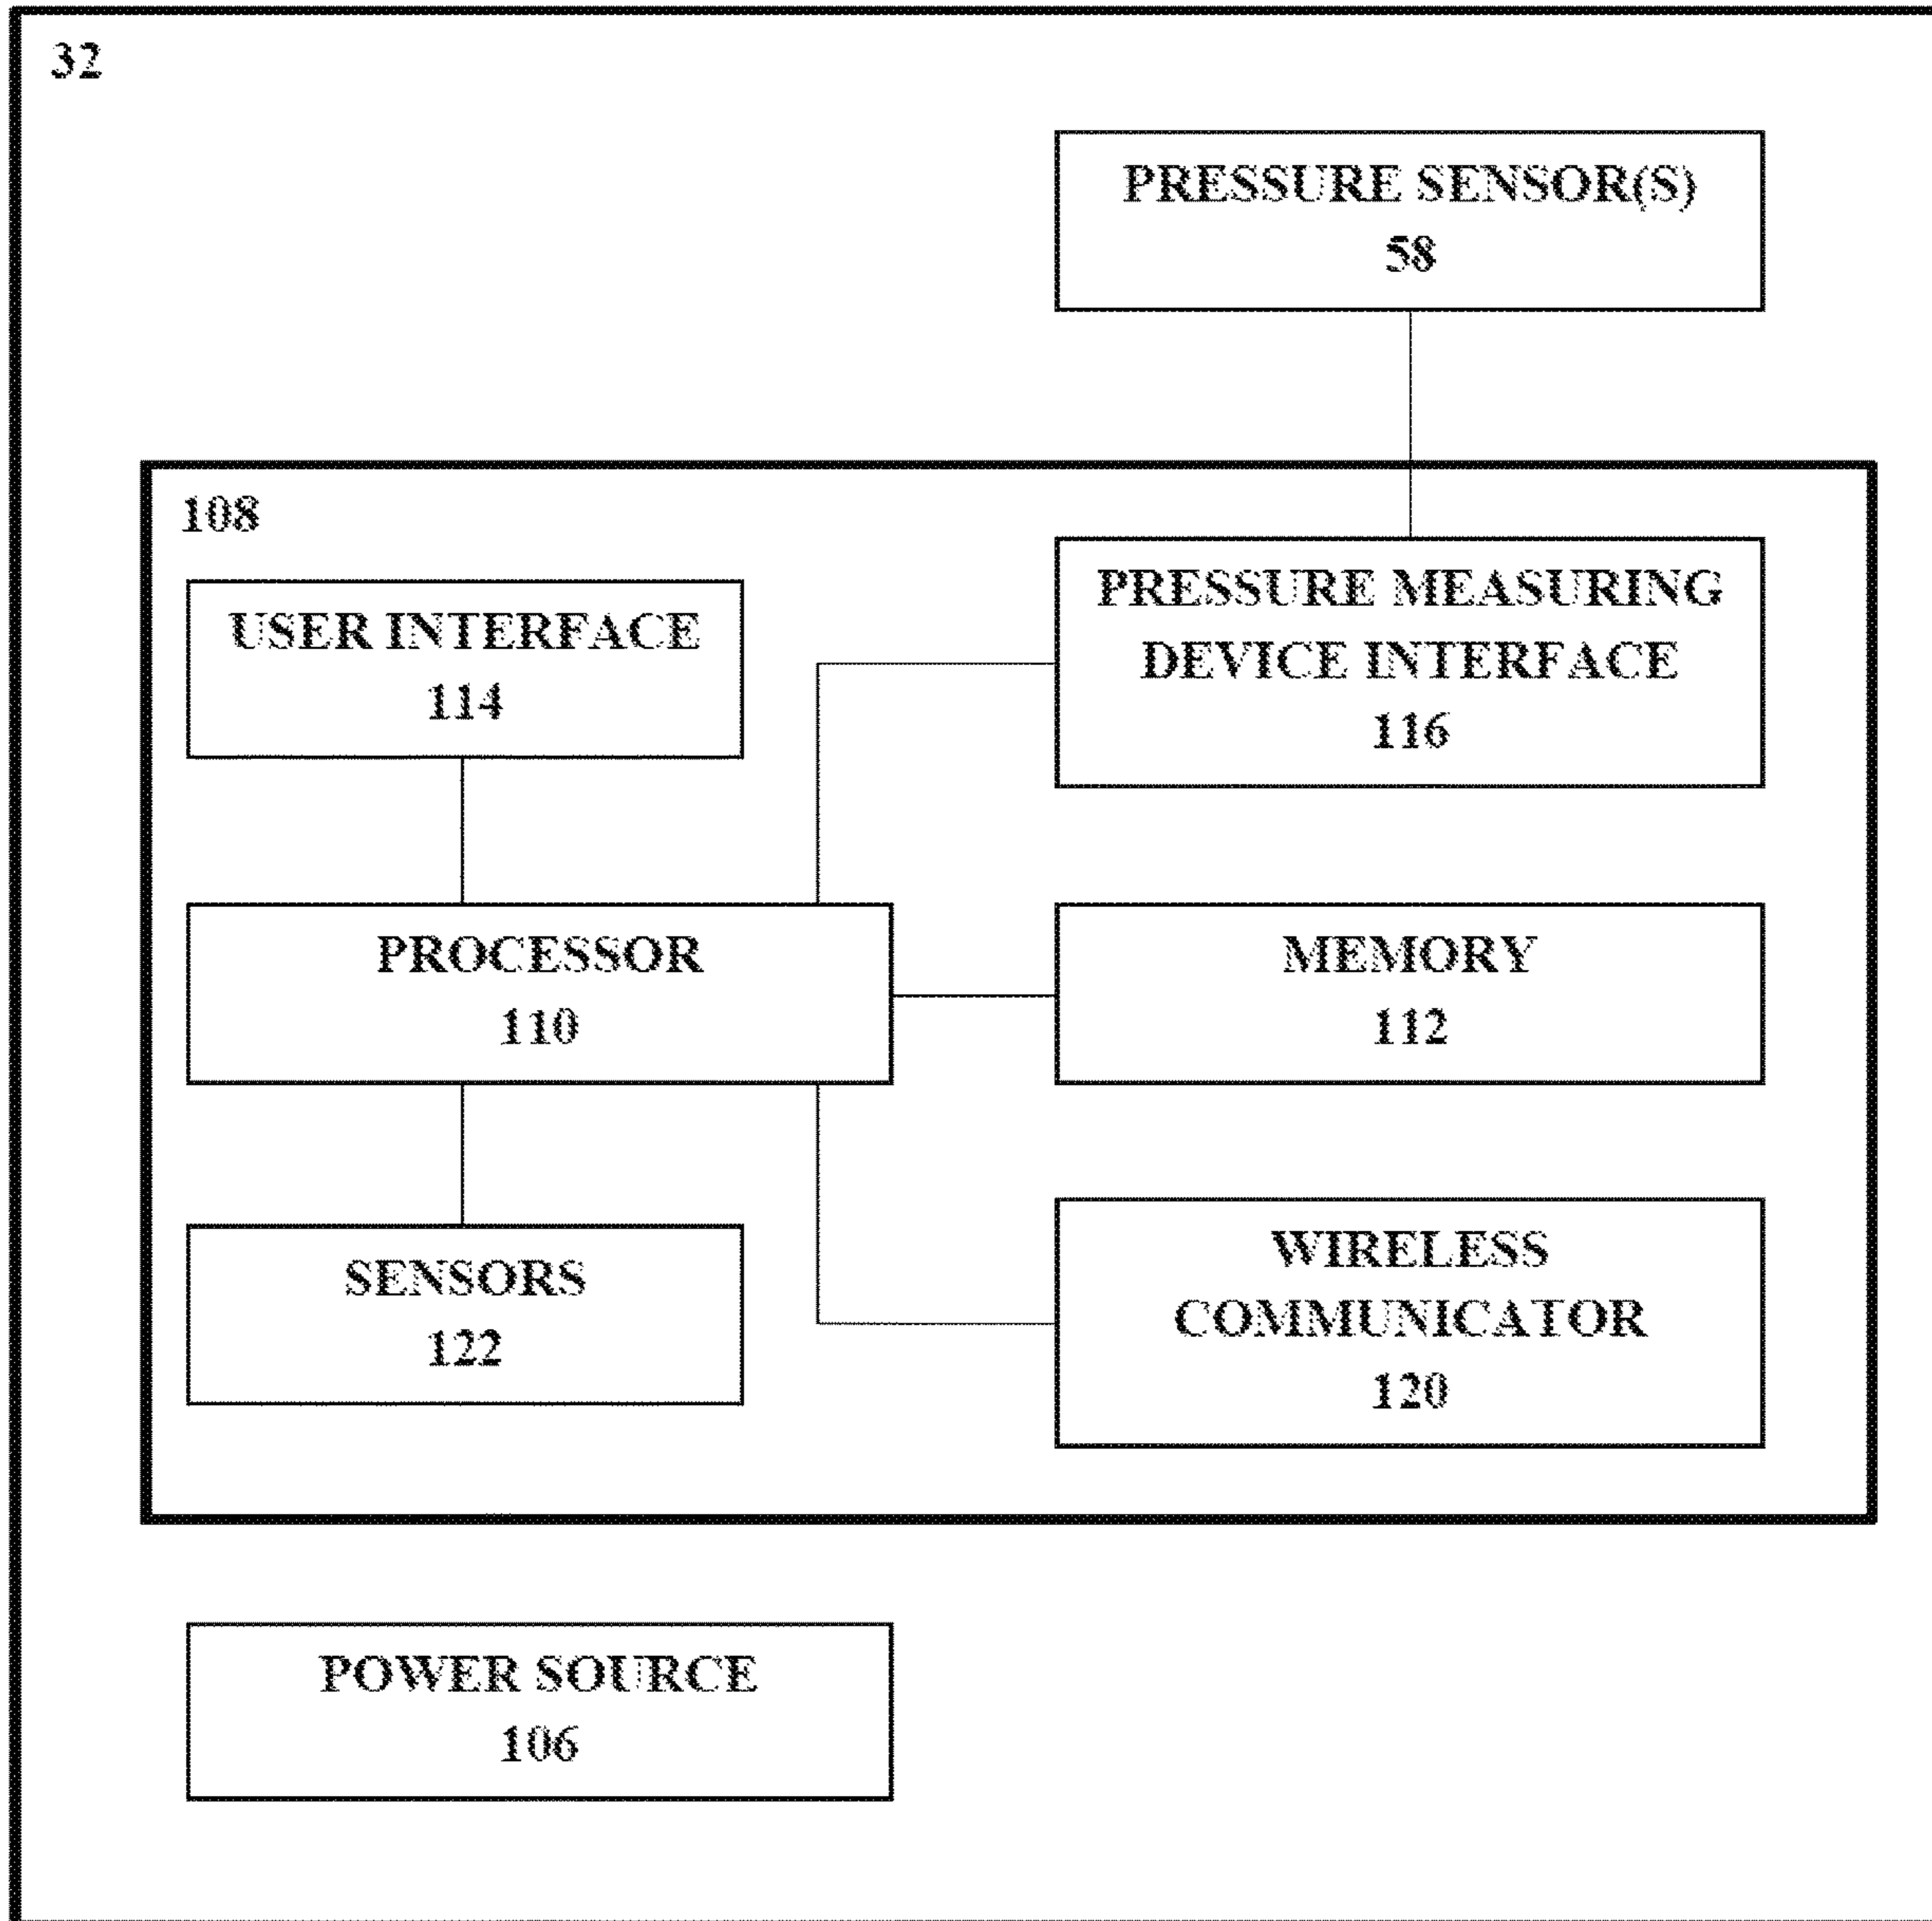 32
PRESSURE SENSOR(S)
58
108
USER INTERFACE
114
PRESSURE MEASURING
DEVICE INTERFACE
116
PROCESSOR
110
MEMORY
112
SENSORS
122
WIRELESS
COMMUNICATOR
120
POWER SOURCE
106